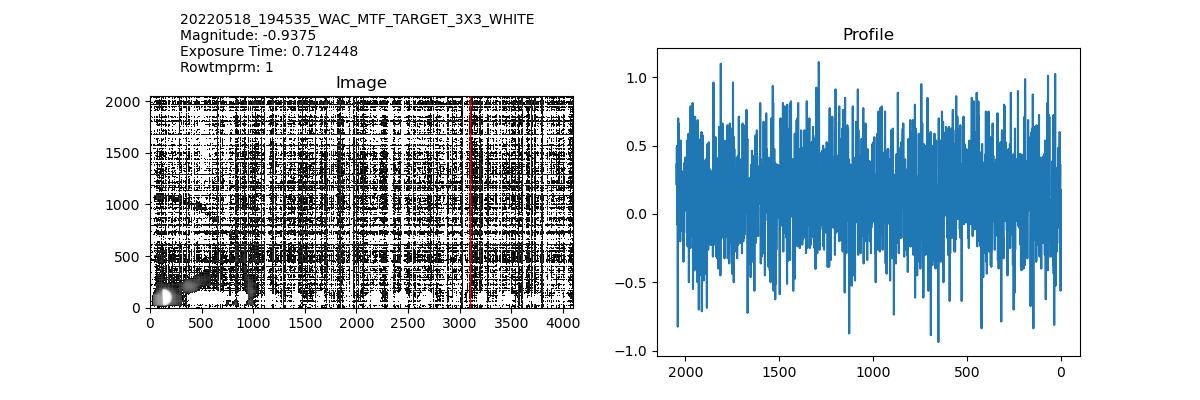 20220518_194535_WAC_MTF_TARGET_3X3_WHITE
Magnitude: -0.9375
Exposure Time: 0.712448
Rowtmprm: 1
Image
2000
1500
1000
500
0
0 500 1000 1500 2000 2500 3000 3500 4000
Profile
1.0
0.5
0.0
−0.5
−1.0
2000 1500 1000 500 0